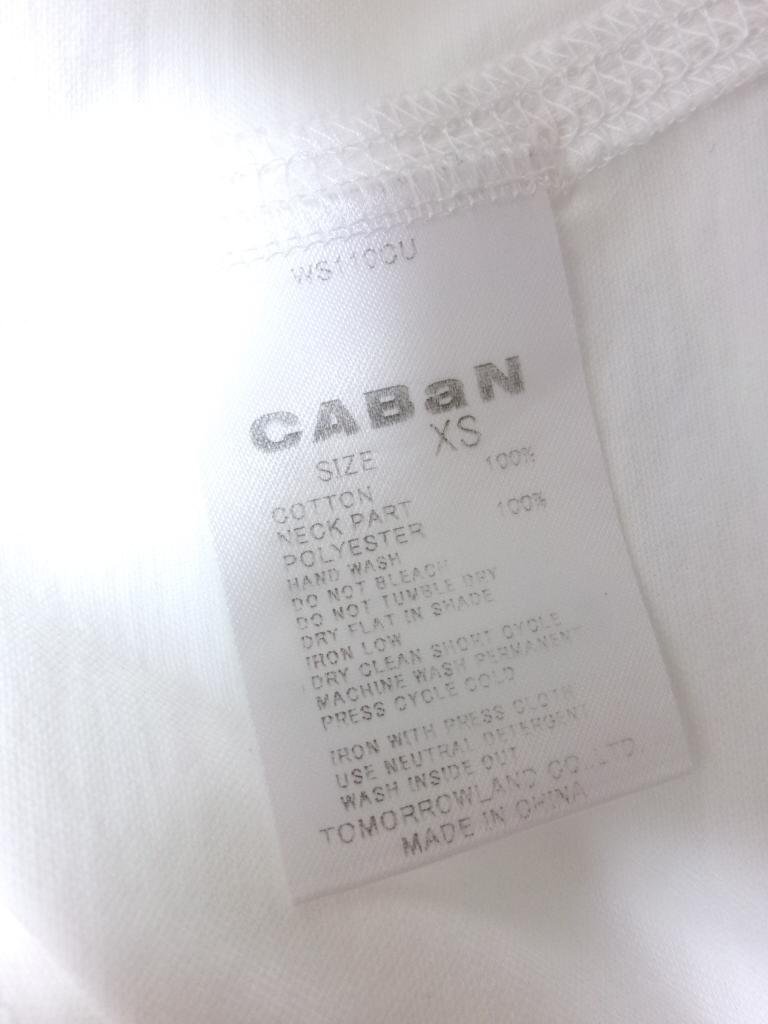 WS110CU
CABaN
SIZE XS
COTTON 100%
NECK PART
POLYESTER 100%
HAND WASH
DO NOT BLEACH
DO NOT TUMBLE DRY
DRY FLAT IN SHADE
IRON LOW
DRY CLEAN SHORT CYCLE
MACHINE WASH PERMANENT
PRESS CYCLE COLD
IRON WITH PRESS CLOTH
USE NEUTRAL DETERGENT
WASH INSIDE OUT
TOMORROWLAND CO.,LTD.
MADE IN CHINA